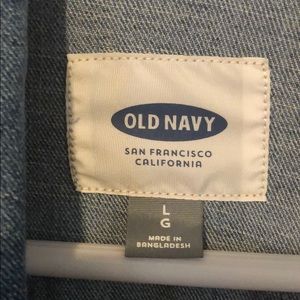 OLD NAVY
SAN FRANCISCO
CALIFORNIA
L
G
MADE IN
BANGLADESH